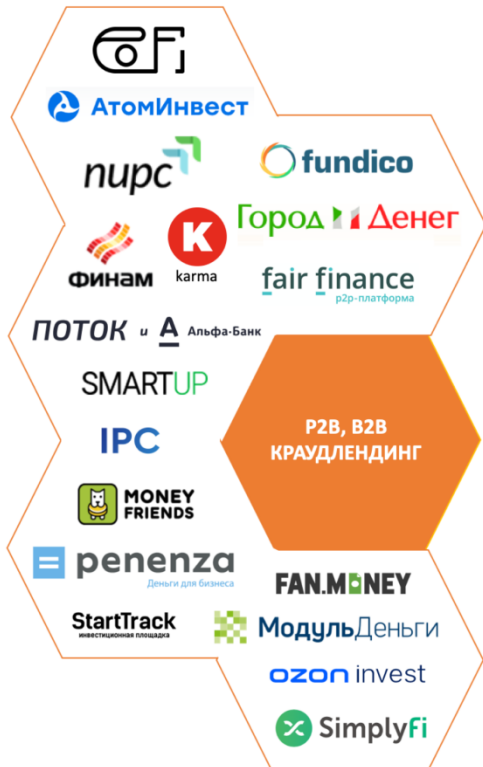 АтомИнвест
пирс
fundico
Город Денег
K
karma
ФИНАМ
fair finance
p2p-платформа
ПОТОК и А Альфа-Банк
SMARTUP
IPC
P2B, B2B
КРАУДЛЕНДИНГ
MONEY
FRIENDS
penenza
Деньги для бизнеса
FAN.MONEY
StartTrack
инвестиционная площадка
МодульДеньги
ozon invest
SimplyFi